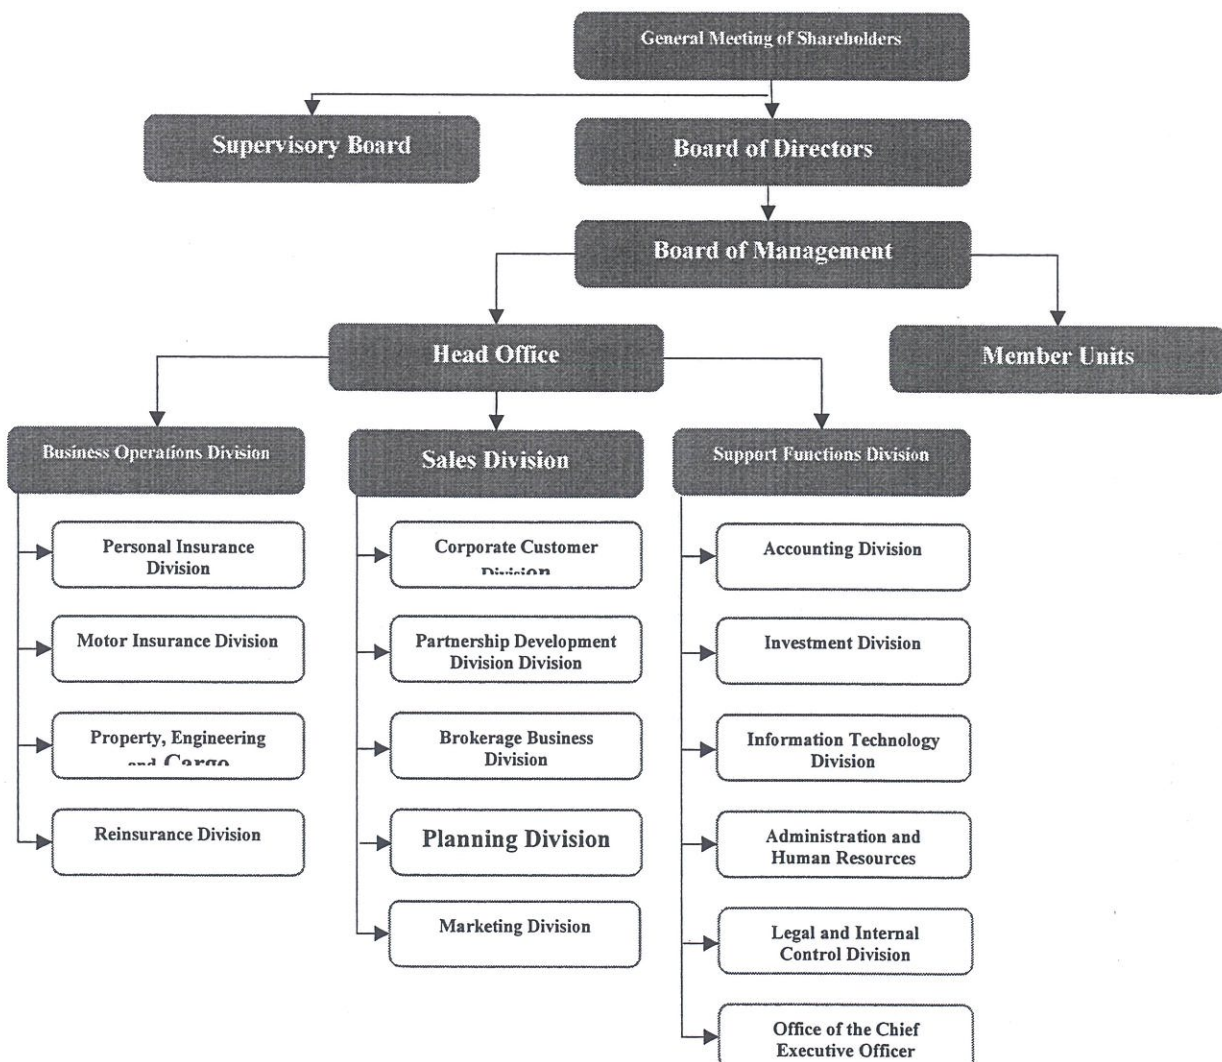 General Meeting of Shareholders
Supervisory Board
Board of Directors
Board of Management
Head Office
Member Units
Business Operations Division
Sales Division
Support Functions Division
Personal Insurance
Division
Motor Insurance Division
Property, Engineering
and Cargo
Reinsurance Division
Corporate Customer
Division
Partnership Development
Division Division
Brokerage Business
Division
Planning Division
Marketing Division
Accounting Division
Investment Division
Information Technology
Division
Administration and
Human Resources
Legal and Internal
Control Division
Office of the Chief
Executive Officer